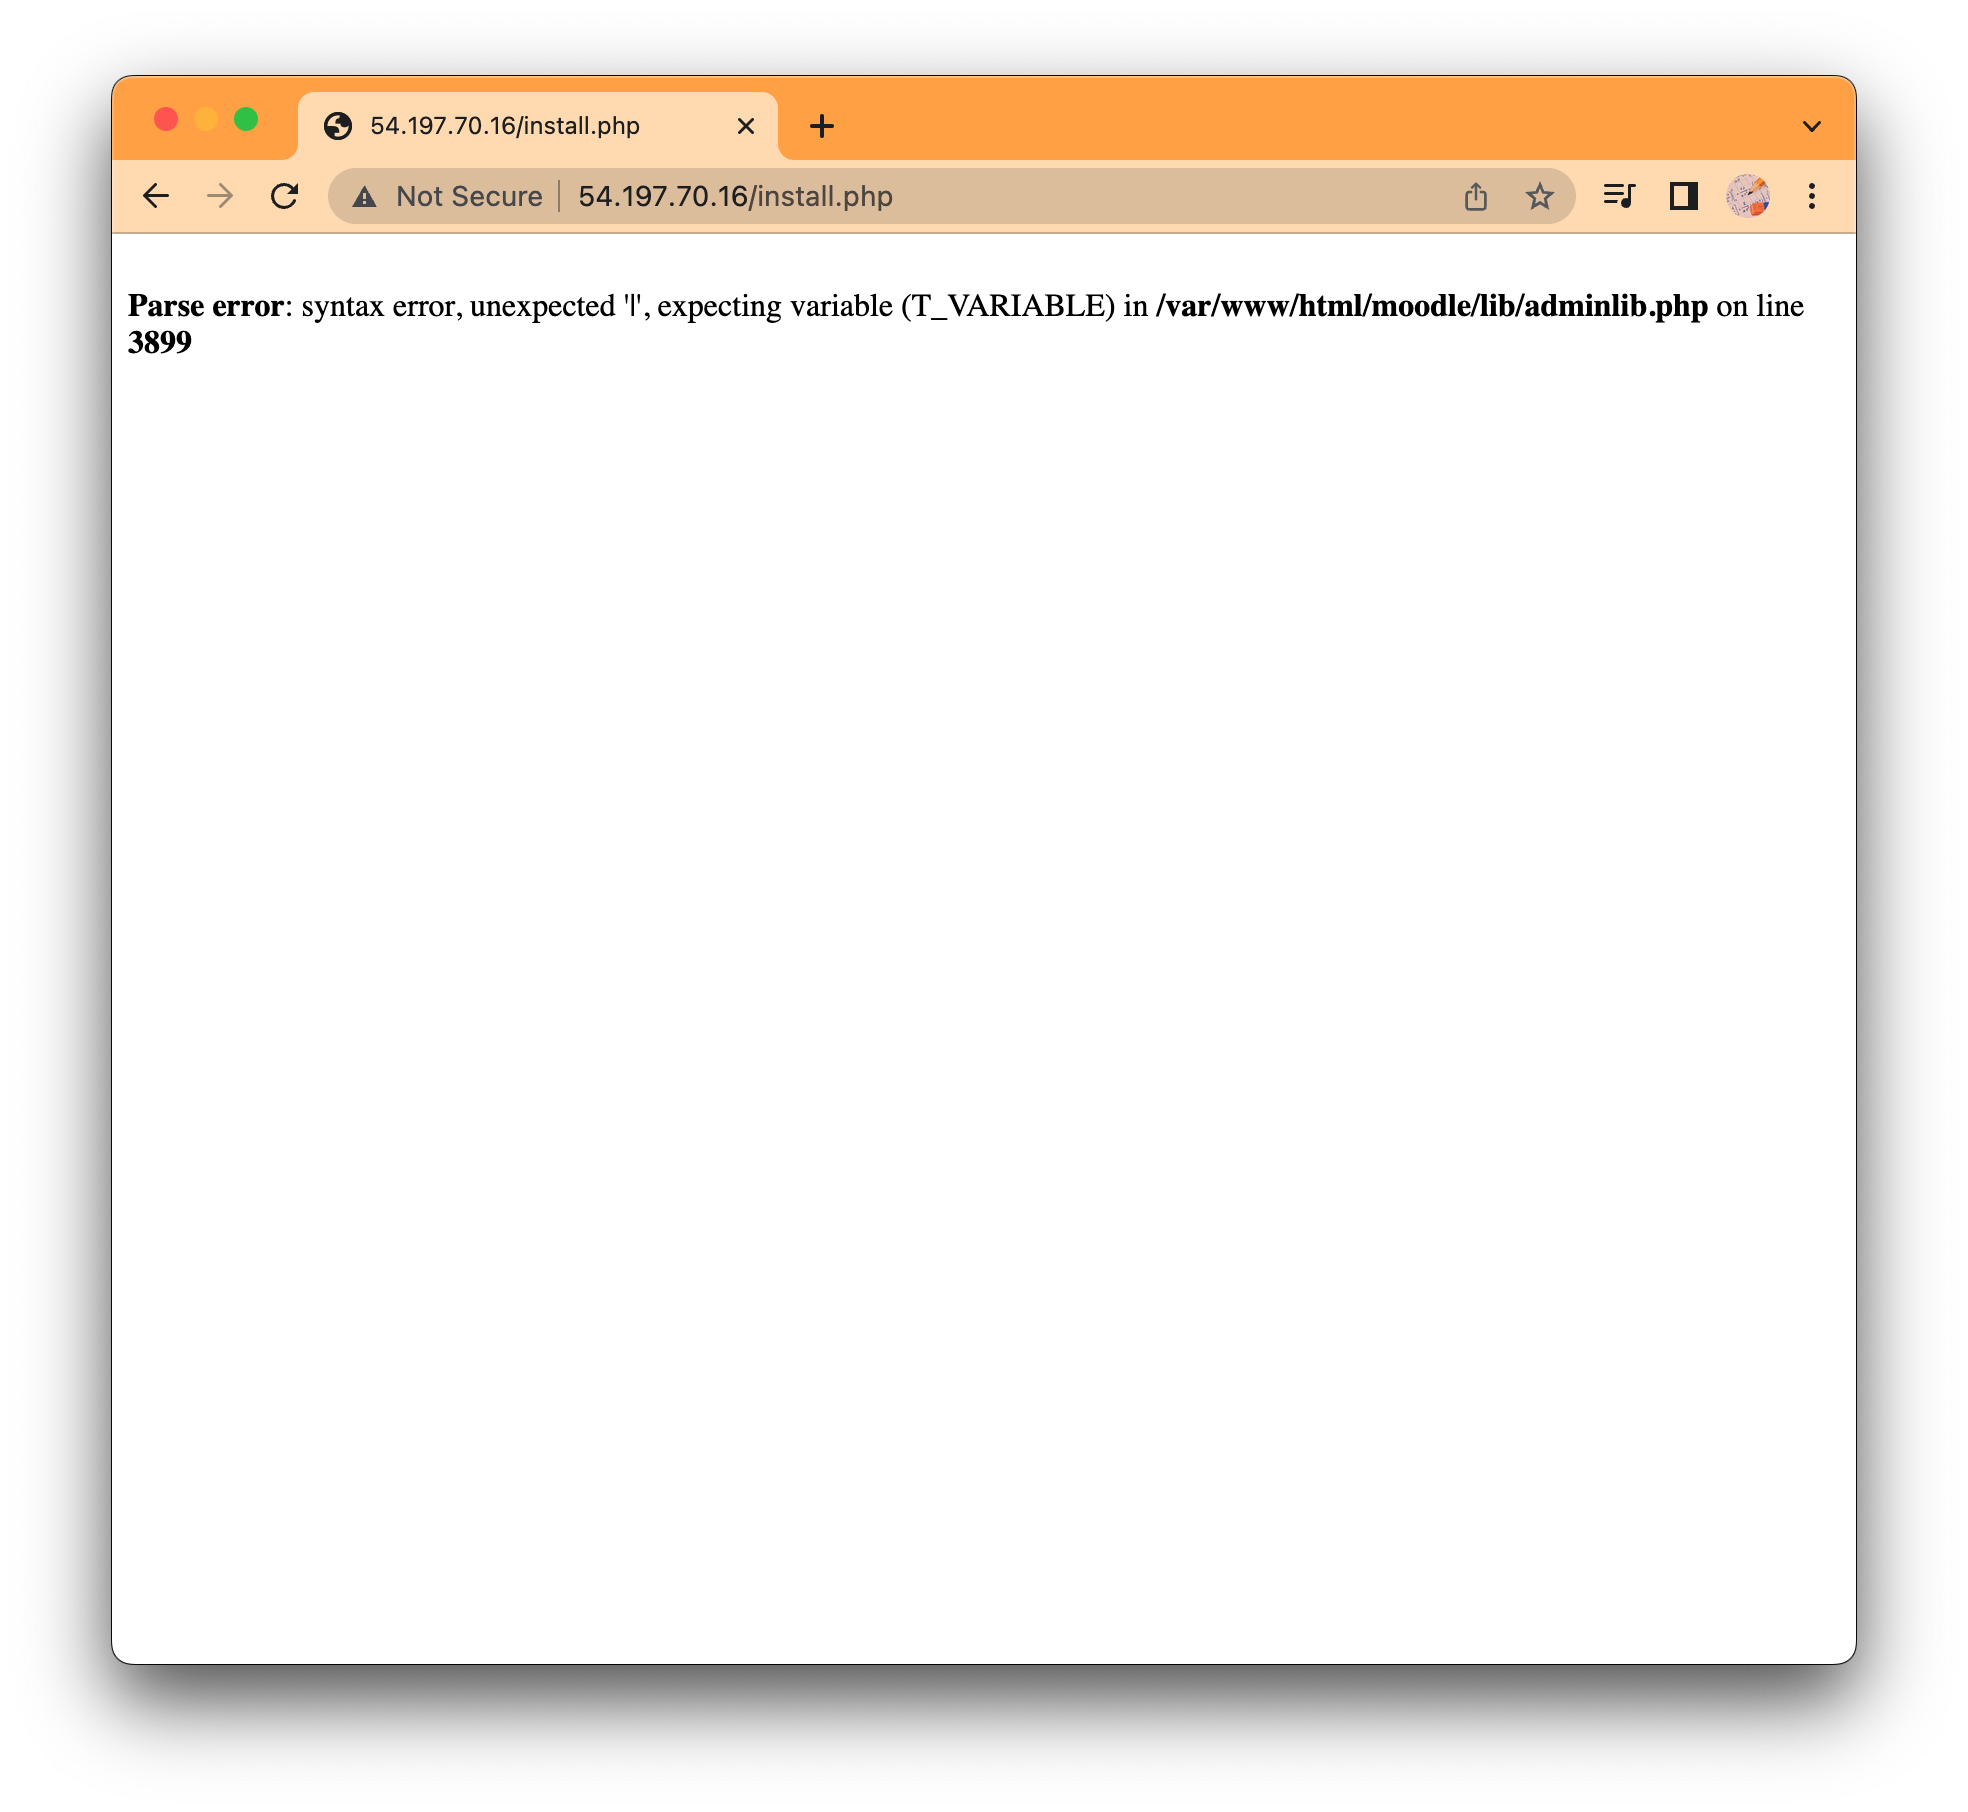 54.197.70.16/install.php
Not Secure 54.197.70.16/install.php
Parse error: syntax error, unexpected '|', expecting variable (T_VARIABLE) in /var/www/html/moodle/lib/adminlib.php on line
3899